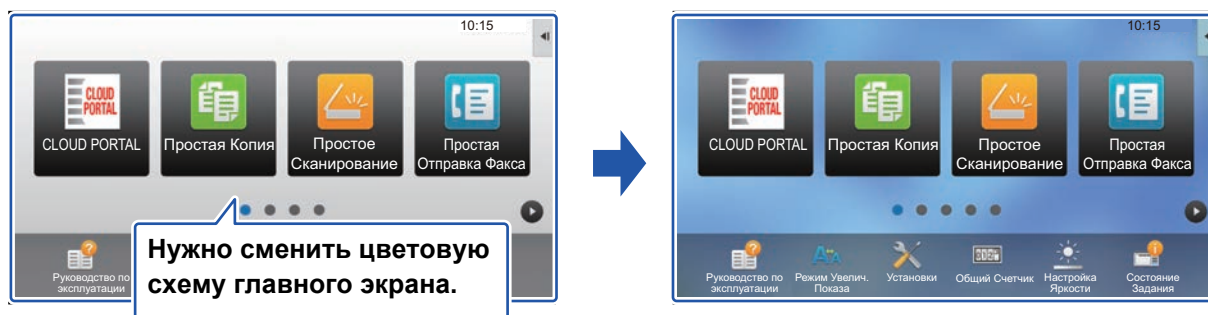 10:15
CLOUD
PORTAL
CLOUD PORTAL
Простая Копия
Простое
Сканирование
Простая
Отправка Факса
Руководство по
эксплуатации
Нужно сменить цветовую
схему главного экрана.
10:15
CLOUD
PORTAL
CLOUD PORTAL
Простая Копия
Простое
Сканирование
Простая
Отправка Факса
Руководство по
эксплуатации
Режим Увелич.
Показа
Установки
Общий Счетчик
Настройка
Яркости
Состояние
Задания